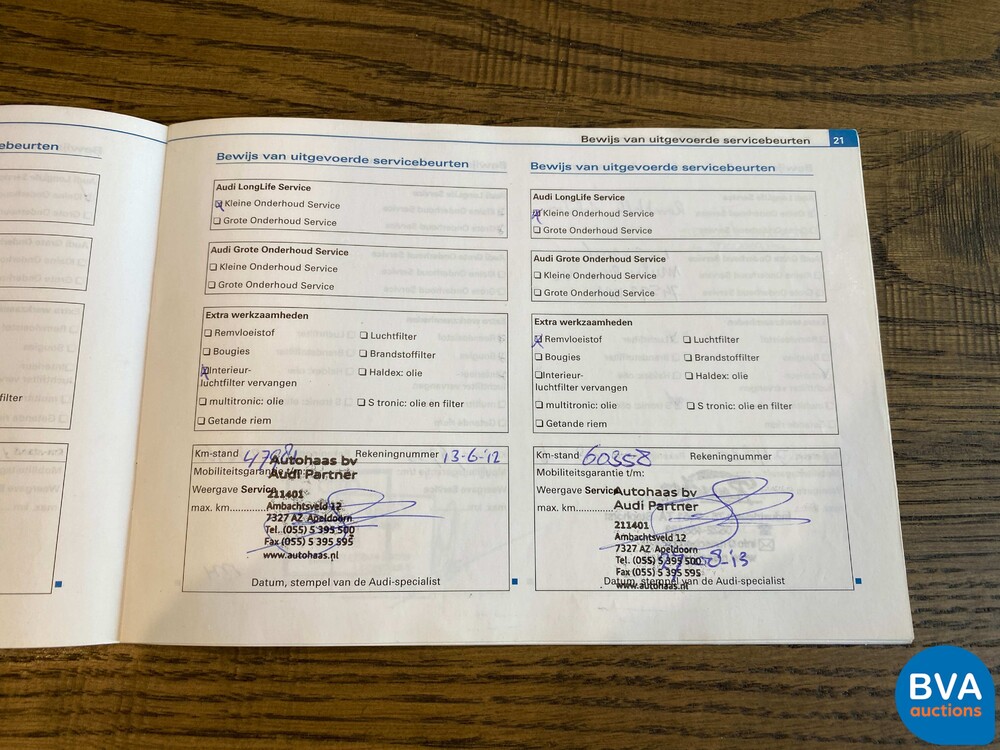 ebeurten
filter
Bewijs van uitgevoerde servicebeurten 21
Bewijs van uitgevoerde servicebeurten
Audi LongLife Service
Kleine Onderhoud Service
Grote Onderhoud Service
Audi Grote Onderhoud Service
Kleine Onderhoud Service
Grote Onderhoud Service
Extra werkzaamheden
Remvloeistof
Luchtfilter
Bougies
Brandstoffilter
Interieur-
luchtfilter vervangen
Haldex: olie
multitronic: olie
S tronic: olie en filter
Getande riem
Km-stand Rekeningnummer 13-6-'12
Mobiliteitsgarantie t/m:
Weergave Service
max. km..........
Autohaas bv
Audi Partner
211401
Ambachtsveld 12
7327 AZ Apeldoorn
Tel. (055) 5 395 500
Fax (055) 5 395 595
www.autohaas.nl
Datum, stempel van de Audi-specialist
Bewijs van uitgevoerde servicebeurten
Audi LongLife Service
Kleine Onderhoud Service
Grote Onderhoud Service
Audi Grote Onderhoud Service
Kleine Onderhoud Service
Grote Onderhoud Service
Extra werkzaamheden
Remvloeistof
Luchtfilter
Bougies
Brandstoffilter
Interieur-
luchtfilter vervangen
Haldex: olie
multitronic: olie
S tronic: olie en filter
Getande riem
Km-stand 60358 Rekeningnummer
Mobiliteitsgarantie t/m:
Weergave Service
max. km..........
Autohaas bv
Audi Partner
211401
Ambachtsveld 12
7327 AZ Apeldoorn
Tel. (055) 5 395 500
Fax (055) 5 395 595
www.autohaas.nl
Datum, stempel van de Audi-specialist
BVA
auctions